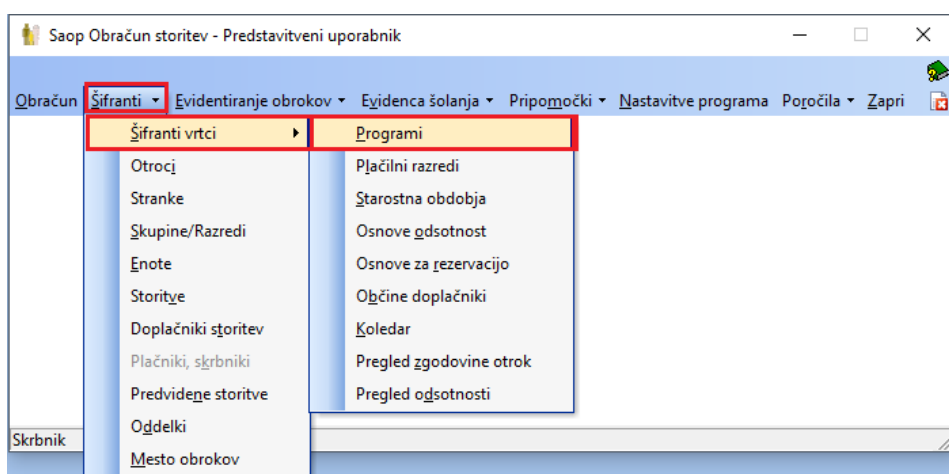 Saop Obračun storitev - Predstavitveni uporabnik
Obračun Šifranti Evidentiranje obrokov Evidenca šolanja Pripomočki Nastavitve programa Poročila Zapri
Šifranti vrtci
Otroci
Stranke
Skupine/Razredi
Enote
Storitve
Doplačniki storitev
Plačniki, skrbniki
Predvidene storitve
Oddelki
Mesto obrokov
Programi
Plačilni razredi
Starostna obdobja
Osnove odsotnost
Osnove za rezervacijo
Občine doplačniki
Koledar
Pregled zgodovine otrok
Pregled odsotnosti
Skrbnik